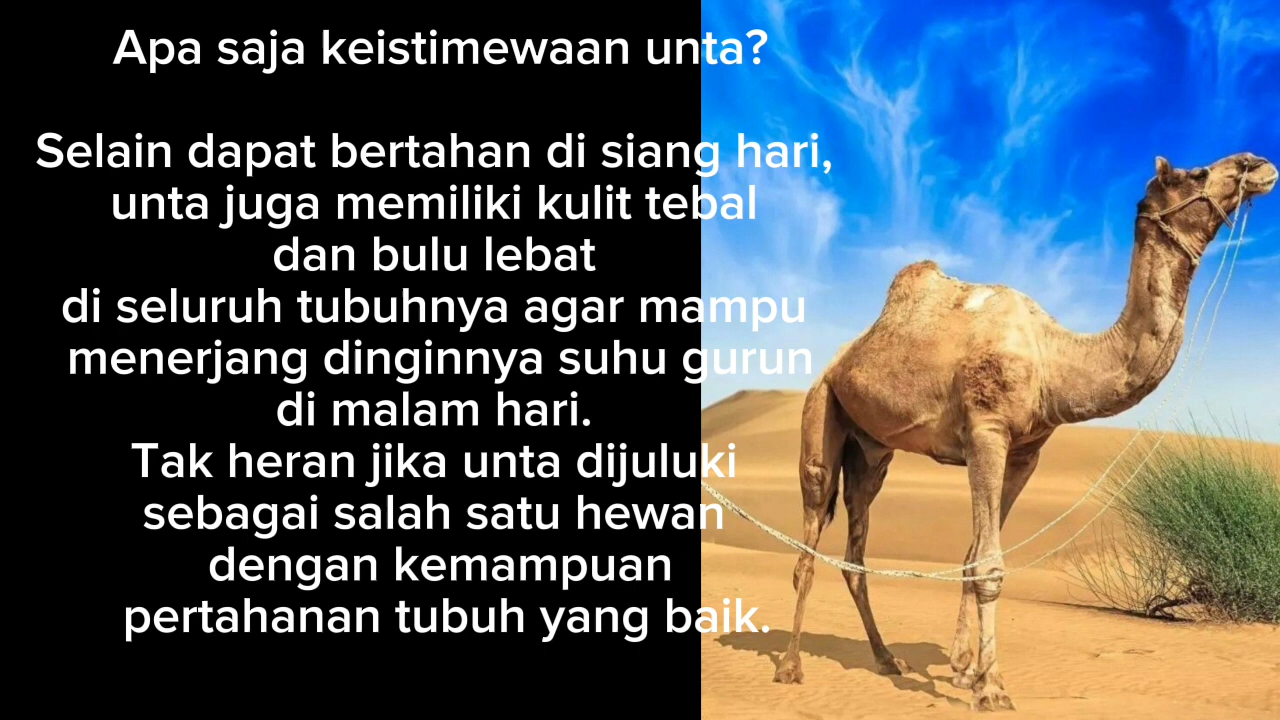 Apa saja keistimewaan unta?
Selain dapat bertahan di siang hari,
unta juga memiliki kulit tebal
dan bulu lebat
di seluruh tubuhnya agar mampu
menerjang dinginnya suhu gurun
di malam hari.
Tak heran jika unta dijuluki
sebagai salah satu hewan
dengan kemampuan
pertahanan tubuh yang baik.